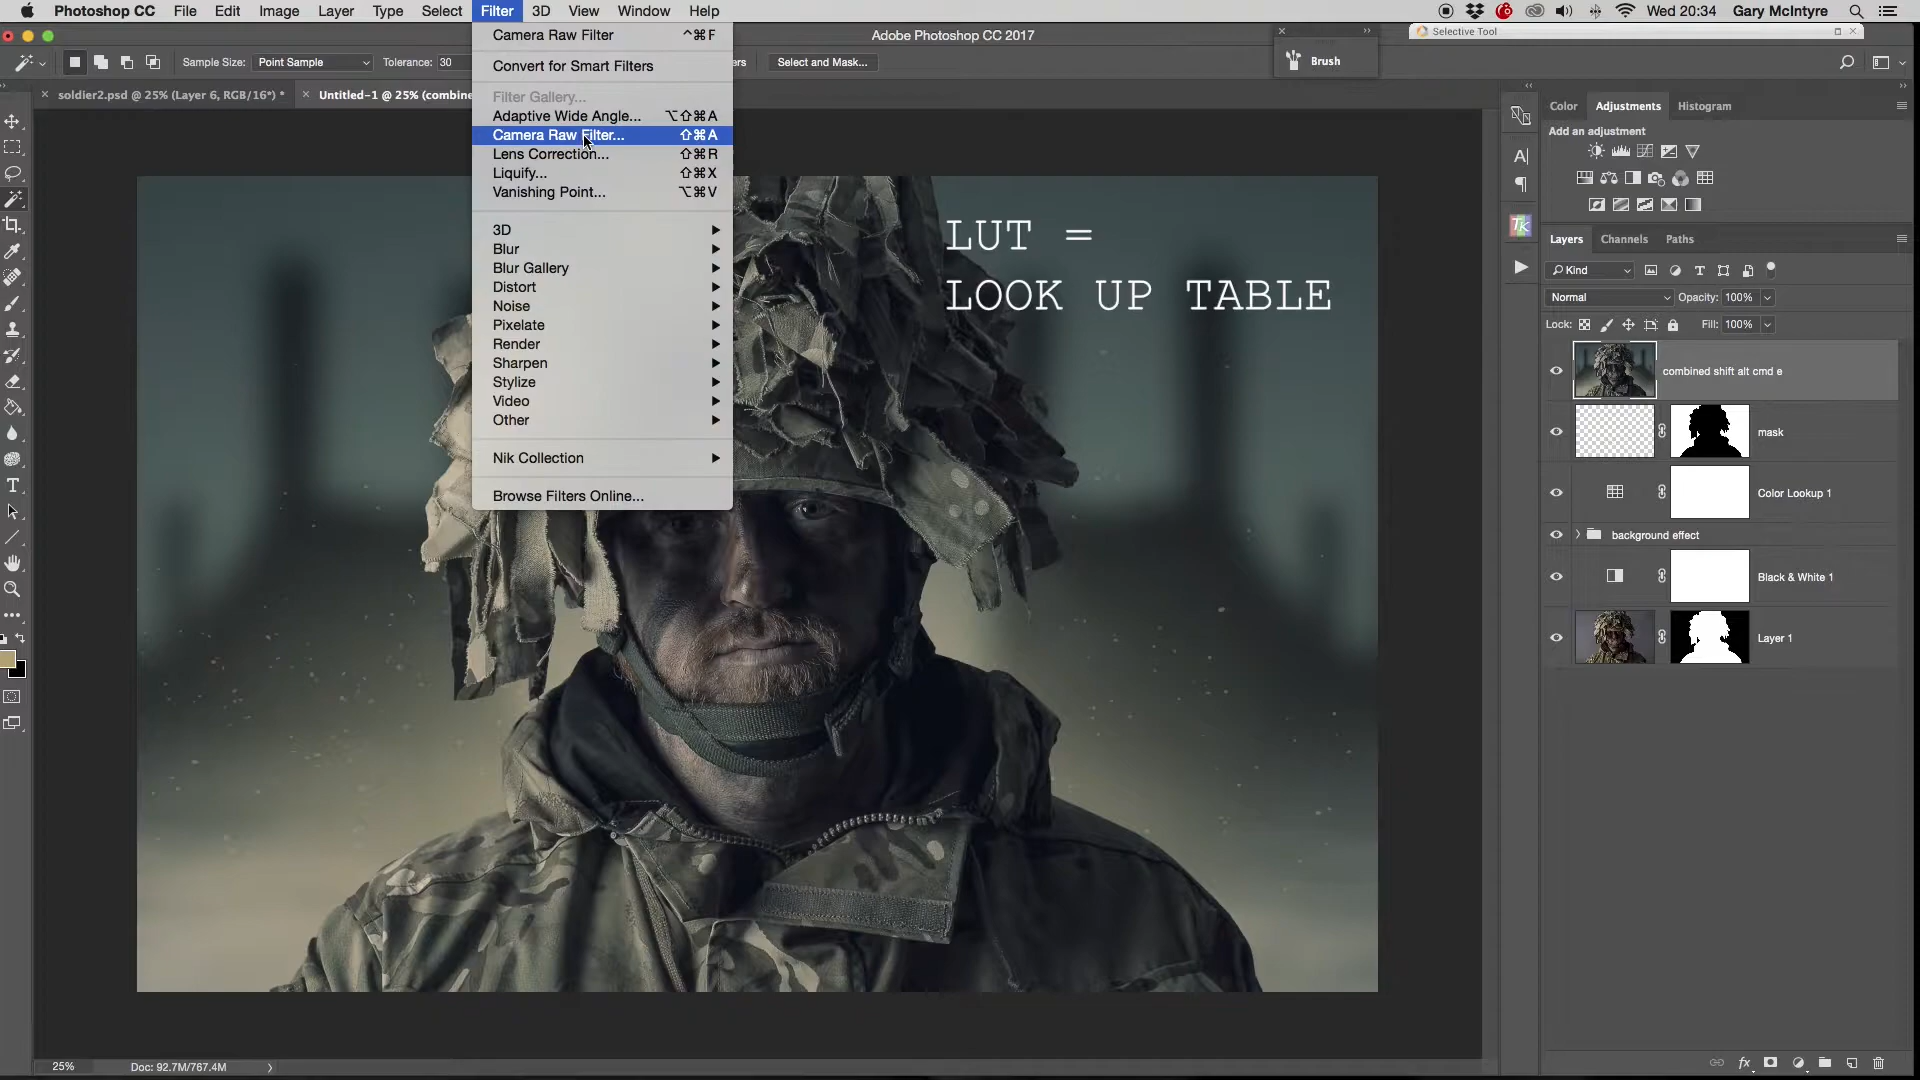 Photoshop CC File Edit Image Layer Type Select Filter 3D View Window Help Wed 20:34 Gary McIntyre
Adobe Photoshop CC 2017
Selective Tool
Sample Size: Point Sample Tolerance: 30 ers Select and Mask...
Brush
soldier2.psd @ 25% (Layer 6, RGB/16*) *
Untitled-1 @ 25% (combine
Camera Raw Filter ^⌘F
Convert for Smart Filters
Filter Gallery...
Adaptive Wide Angle... ⌥⇧⌘A
Camera Raw Filter... ⇧⌘A
Lens Correction... ⇧⌘R
Liquify... ⇧⌘X
Vanishing Point... ⌥⌘V
3D
Blur
Blur Gallery
Distort
Noise
Pixelate
Render
Sharpen
Stylize
Video
Other
Nik Collection
Browse Filters Online...
LUT =
LOOK UP TABLE
Color Adjustments Histogram
Add an adjustment
TK
Layers Channels Paths
Kind
Normal Opacity: 100%
Lock: Fill: 100%
combined shift alt cmd e
mask
Color Lookup 1
background effect
Black & White 1
Layer 1
25% Doc: 92.7M/767.4M